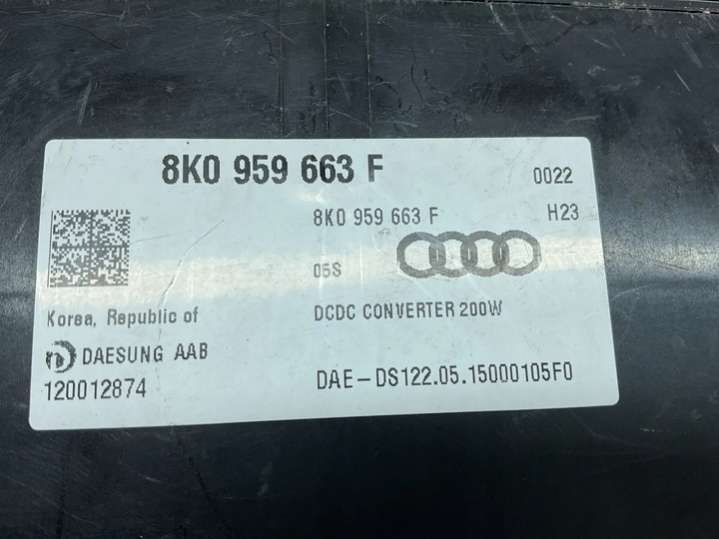 8K0 959 663 F 0022
8K0 959 663 F H23
05S
Korea, Republic of DCDC CONVERTER 200W
DAESUNG AAB
120012874 DAE-DS122.05.15000105F0